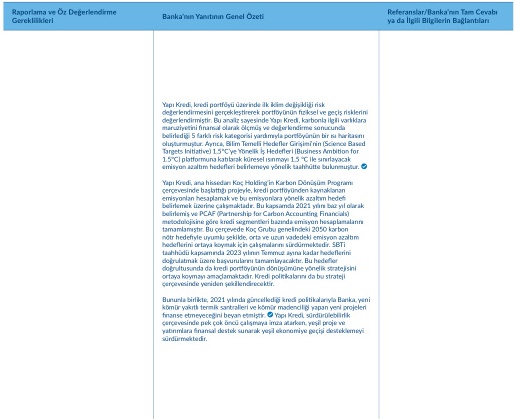 Raporlama ve Öz Değerlendirme
Gereklilikleri
Banka'nın Yanıtının Genel Özeti
Referanslar/Banka'nın Tam Cevabı
ya da İlgili Bilgilerin Bağlantıları
Yapı Kredi, kredi portföyü üzerinde ilk iklim değişikliği risk
değerlendirmesini gerçekleştirerek portföyünün fiziksel ve geçiş risklerini
değerlendirmiştir. Bu analiz sayesinde Yapı Kredi, karbonla ilgili varlıklara
maruziyetini finansal olarak ölçmüş ve değerlendirme sonucunda
belirlediği 5 farklı risk kategorisi yardımıyla portföyünün bir ısı haritasını
oluşturmuştur. Ayrıca, Bilim Temelli Hedefler Girişimi'nin (Science Based
Targets Initiative) 1,5°C'ye Yönelik İş Hedefleri (Business Ambition for
1.5°C) platformuna katılarak küresel ısınmayı 1,5 °C ile sınırlayacak
emisyon azaltım hedefleri belirlemeye yönelik taahhütte bulunmuştur.
Yapı Kredi, ana hissedarı Koç Holding'in Karbon Dönüşüm Programı
çerçevesinde başlattığı projeyle, kredi portföyünden kaynaklanan
emisyonları hesaplamak ve bu emisyonlara yönelik azaltım hedefi
belirlemek üzerine çalışmaktadır. Bu kapsamda 2021 yılını baz yıl olarak
belirlemiş ve PCAF (Partnership for Carbon Accounting Financials)
metodolojisine göre kredi segmentleri bazında emisyon hesaplamalarını
tamamlamıştır. Bu çerçevede Koç Grubu genelindeki 2050 karbon
nötr hedefiyle uyumlu şekilde, orta ve uzun vadedeki emisyon azaltım
hedeflerini ortaya koymak için çalışmalarını sürdürmektedir. SBTi
taahhüdü kapsamında 2023 yılının Temmuz ayına kadar hedeflerini
doğrulatmak üzere başvurularını tamamlayacaktır. Bu hedefler
doğrultusunda da kredi portföyünün dönüşümüne yönelik stratejisini
ortaya koymayı amaçlamaktadır. Kredi politikalarını da bu strateji
çerçevesinde yeniden şekillendirecektir.
Bununla birlikte, 2021 yılında güncellediği kredi politikalarıyla Banka, yeni
kömür yakıtlı termik santralleri ve kömür madenciliği yapan yeni projeleri
finanse etmeyeceğini beyan etmiştir. Yapı Kredi, sürdürülebilirlik
çerçevesinde pek çok öncü çalışmaya imza atarken, yeşil proje ve
yatırımlara finansal destek sunarak yeşil ekonomiye geçişi desteklemeyi
sürdürmektedir.